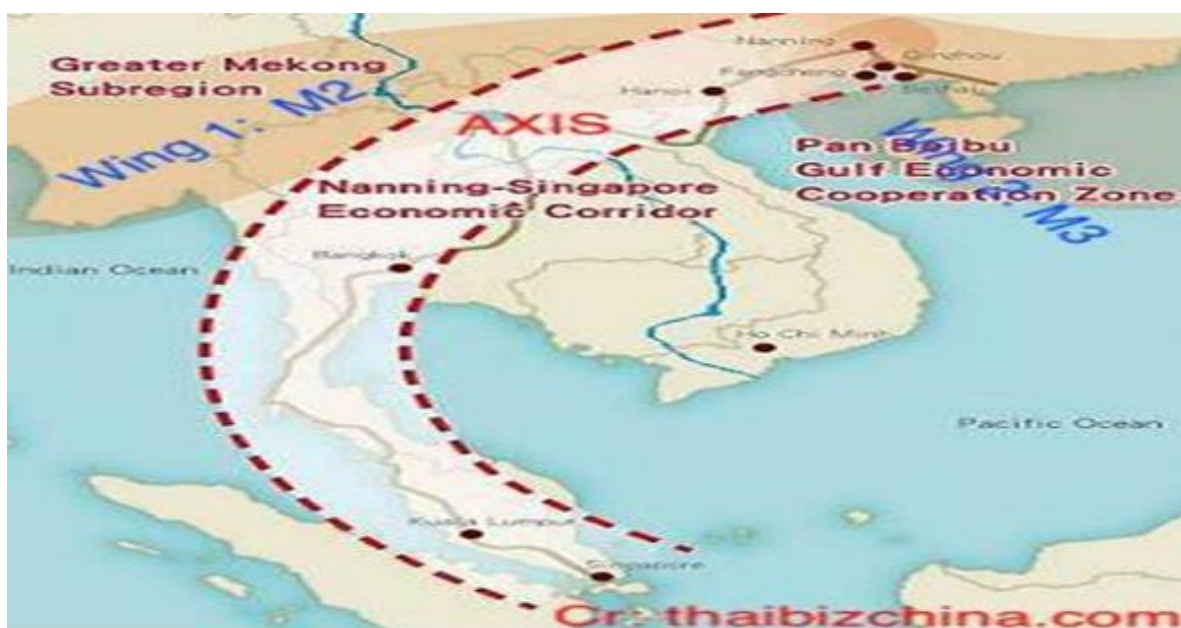 Nanning
Qinzhou
Greater Mekong
Subregion
Fangcheng
Beihai
Hanoi
Wing 1: M2
AXIS
Pan Beibu
Gulf Economic
Cooperation Zone
Wing 2: M3
Nanning-Singapore
Economic Corridor
Bangkok
Indian Ocean
Ho Chi Minh
Pacific Ocean
Kuala Lumpur
Singapore
Cr: thaibizchina.com